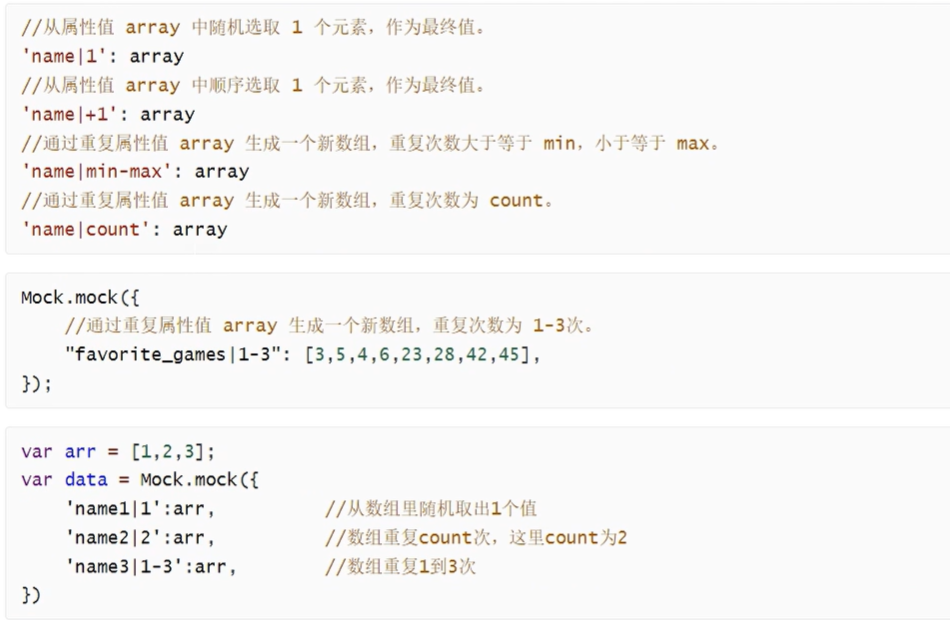 //从属性值 array 中随机选取 1 个元素，作为最终值。
'name|1': array
//从属性值 array 中顺序选取 1 个元素，作为最终值。
'name|+1': array
//通过重复属性值 array 生成一个新数组，重复次数大于等于 min，小于等于 max。
'name|min-max': array
//通过重复属性值 array 生成一个新数组，重复次数为 count。
'name|count': array
Mock.mock({
    //通过重复属性值 array 生成一个新数组，重复次数为 1-3次。
    "favorite_games|1-3": [3,5,4,6,23,28,42,45],
});
var arr = [1,2,3];
var data = Mock.mock({
    'name1|1':arr,          //从数组里随机取出1个值
    'name2|2':arr,          //数组重复count次，这里count为2
    'name3|1-3':arr,        //数组重复1到3次
})